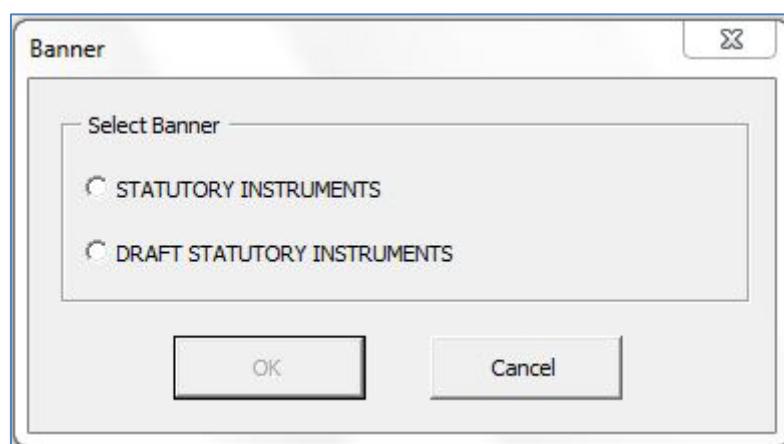 Banner
Select Banner
STATUTORY INSTRUMENTS
DRAFT STATUTORY INSTRUMENTS
OK
Cancel